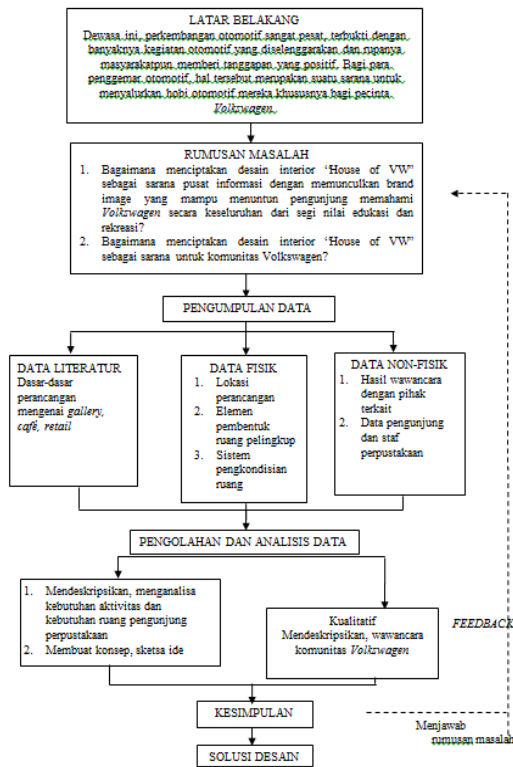 LATAR BELAKANG
Dewasa ini, perkembangan otomotif sangat pesat, terbukti dengan
banyaknya kegiatan otomotif yang diselenggarakan dan rupanya
masyarakatpun memberi tanggapan yang positif. Bagi para
penggemar otomotif, hal tersebut merupakan suatu sarana untuk
menyalurkan hobi otomotif mereka khususnya bagi pecinta
Volkswagen.
RUMUSAN MASALAH
1. Bagaimana menciptakan desain interior ‘House of VW”
sebagai sarana pusat informasi dengan memunculkan brand
image yang mampu menuntun pengunjung memahami
Volkswagen secara keseluruhan dari segi nilai edukasi dan
rekreasi?
2. Bagaimana menciptakan desain interior ‘House of VW”
sebagai sarana untuk komunitas Volkswagen?
PENGUMPULAN DATA
DATA LITERATUR
Dasar-dasar
perancangan
mengenai gallery,
café, retail
DATA FISIK
1. Lokasi
perancangan
2. Elemen
pembentuk
ruang pelingkup
3. Sistem
pengkondisian
ruang
DATA NON-FISIK
1. Hasil wawancara
dengan pihak
terkait
2. Data pengunjung
dan staf
perpustakaan
PENGOLAHAN DAN ANALISIS DATA
1. Mendeskripsikan, menganalisa
kebutuhan aktivitas dan
kebutuhan ruang pengunjung
perpustakaan
2. Membuat konsep, sketsa ide
Kualitatif
Mendeskripsikan, wawancara
komunitas Volkswagen
FEEDBACK
KESIMPULAN
Menjawab
rumusan masalah
SOLUSI DESAIN